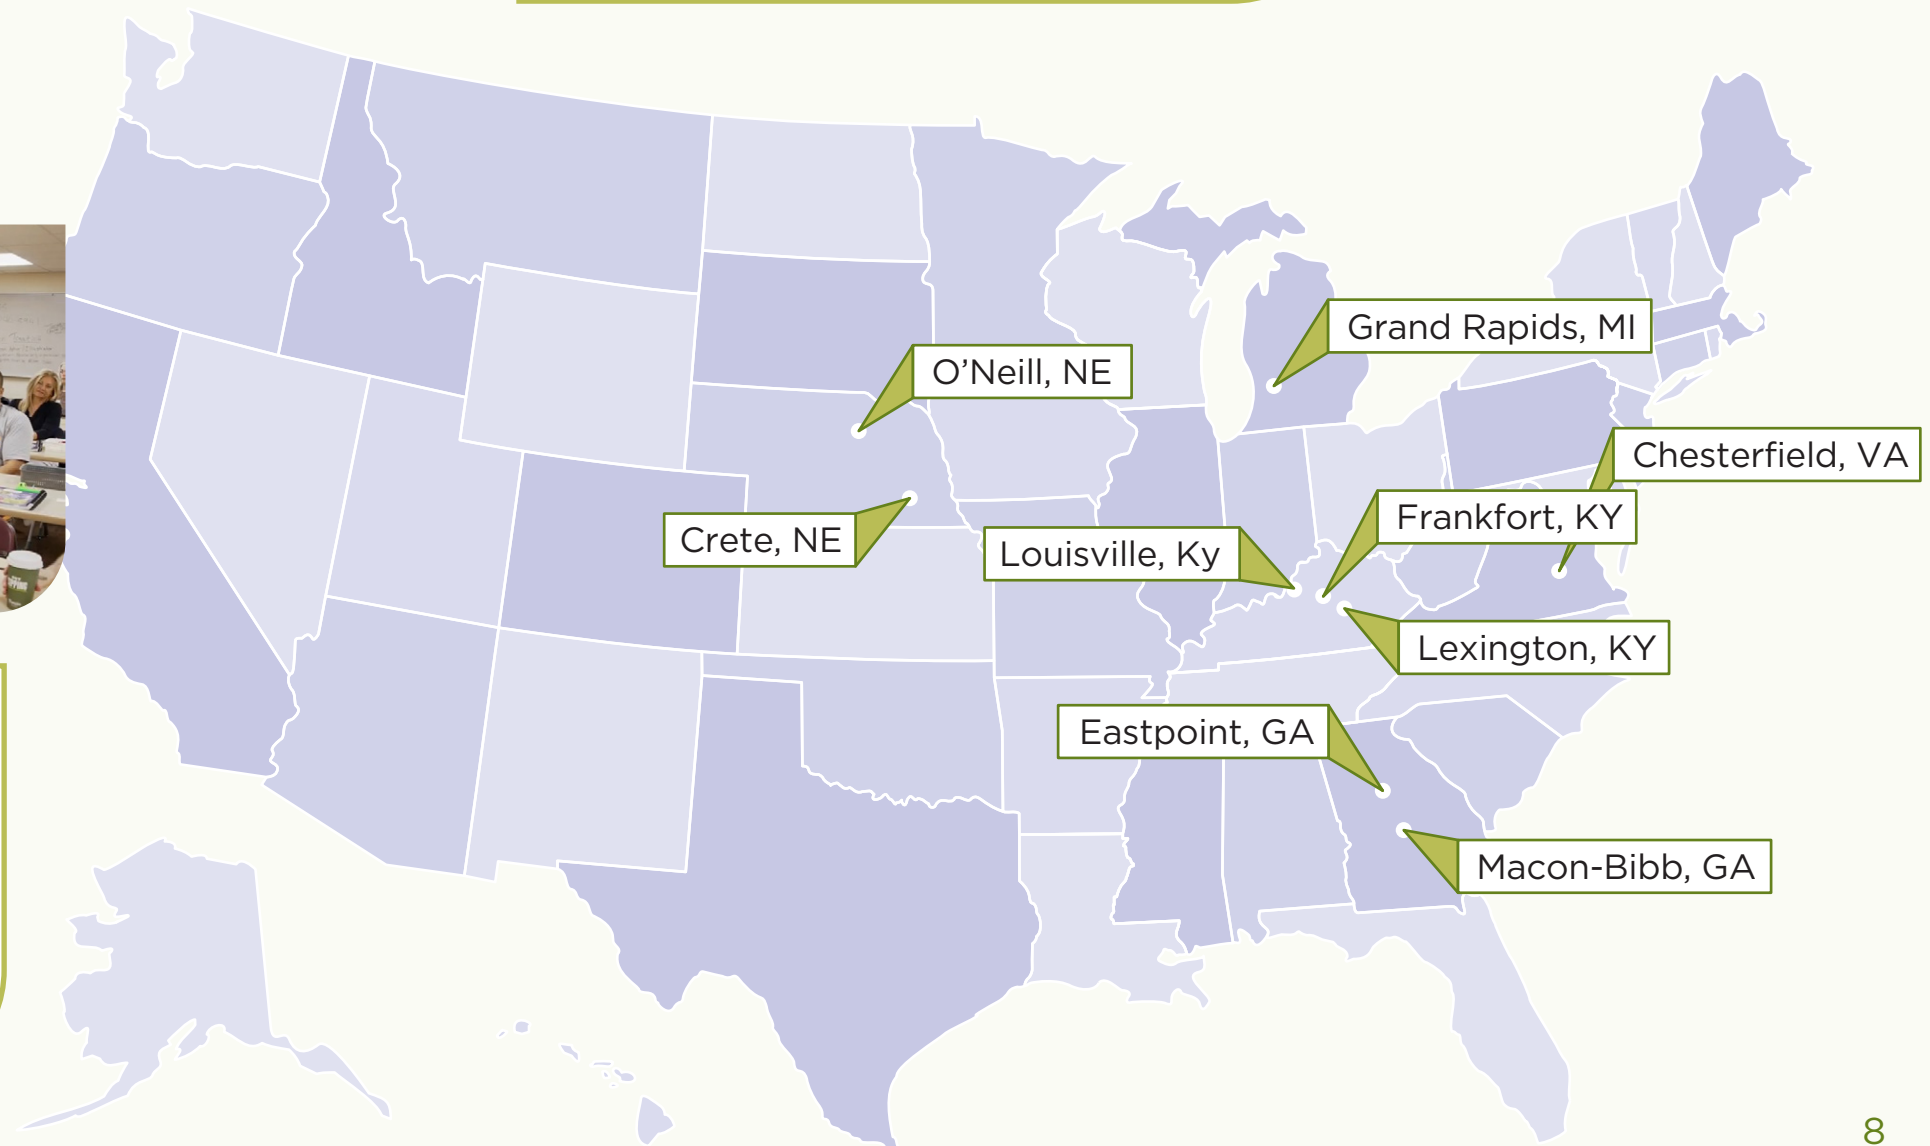 Grand Rapids, MI
O'Neill, NE
Chesterfield, VA
Frankfort, KY
Crete, NE
Louisville, Ky
Lexington, KY
Eastpoint, GA
Macon-Bibb, GA
8